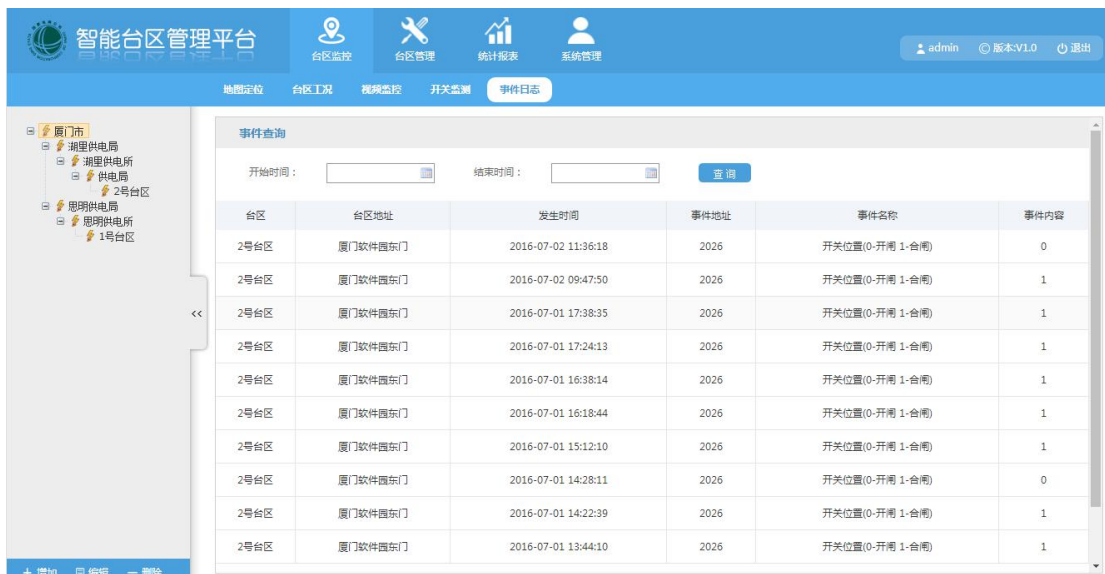 智能台区管理平台
台区监控 台区管理 统计报表 系统管理
admin ©版本:V1.0 退出
地图定位 台区工况 视频监控 开关监测 事件日志
厦门市
湖里供电局
湖里供电所
供电局
2号台区
思明供电局
思明供电所
1号台区
<<
事件查询
开始时间： 结束时间： 查询
台区 台区地址 发生时间 事件地址 事件名称 事件内容
2号台区 厦门软件园东门 2016-07-02 11:36:18 2026 开关位置(0-开闸 1-合闸) 0
2号台区 厦门软件园东门 2016-07-02 09:47:50 2026 开关位置(0-开闸 1-合闸) 1
2号台区 厦门软件园东门 2016-07-01 17:38:35 2026 开关位置(0-开闸 1-合闸) 1
2号台区 厦门软件园东门 2016-07-01 17:24:13 2026 开关位置(0-开闸 1-合闸) 1
2号台区 厦门软件园东门 2016-07-01 16:38:14 2026 开关位置(0-开闸 1-合闸) 1
2号台区 厦门软件园东门 2016-07-01 16:18:44 2026 开关位置(0-开闸 1-合闸) 1
2号台区 厦门软件园东门 2016-07-01 15:12:10 2026 开关位置(0-开闸 1-合闸) 1
2号台区 厦门软件园东门 2016-07-01 14:28:11 2026 开关位置(0-开闸 1-合闸) 0
2号台区 厦门软件园东门 2016-07-01 14:22:39 2026 开关位置(0-开闸 1-合闸) 1
2号台区 厦门软件园东门 2016-07-01 13:44:10 2026 开关位置(0-开闸 1-合闸) 1
增加 编辑 删除